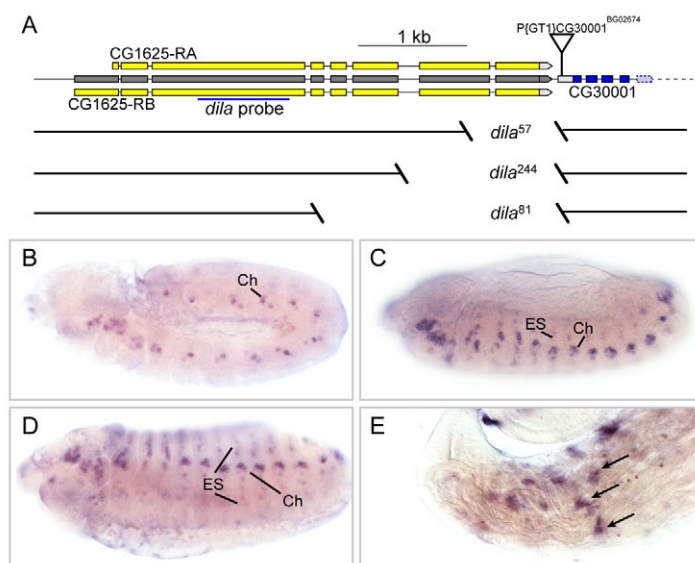 A
P{GT1}CG30001BG02674
CG1625-RA
1 kb
CG1625-RB
dila probe
CG30001
dila57
dila244
dila81
B
Ch
C
ES
Ch
D
ES
Ch
E